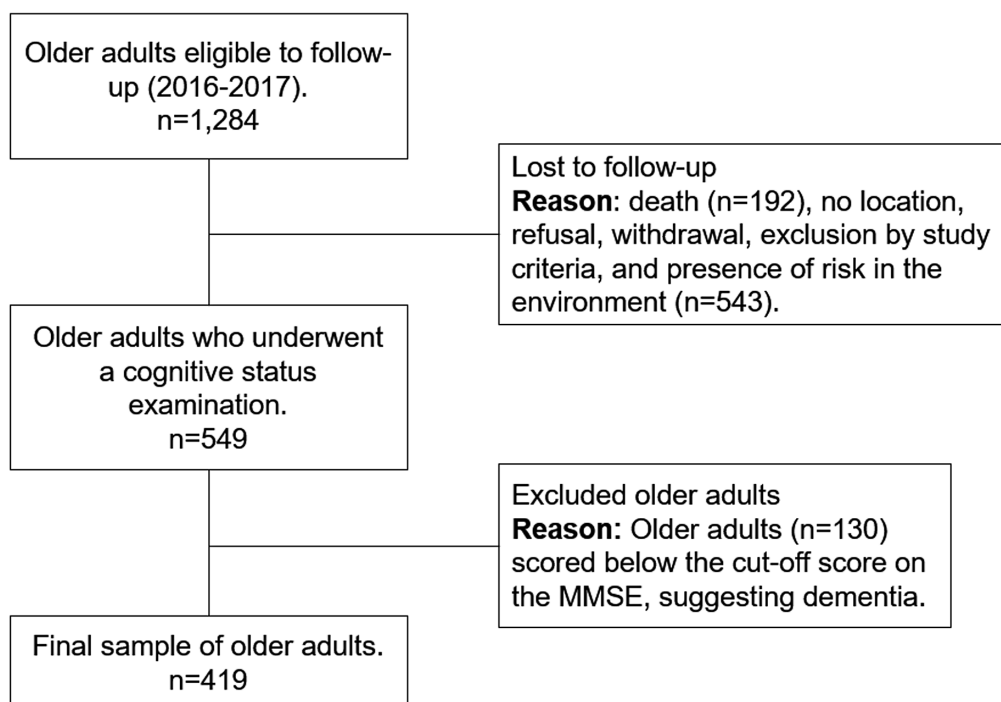 Older adults eligible to follow-
up (2016-2017).
n=1,284
Lost to follow-up
Reason: death (n=192), no location,
refusal, withdrawal, exclusion by study
criteria, and presence of risk in the
environment (n=543).
Older adults who underwent
a cognitive status
examination.
n=549
Excluded older adults
Reason: Older adults (n=130)
scored below the cut-off score on
the MMSE, suggesting dementia.
Final sample of older adults.
n=419